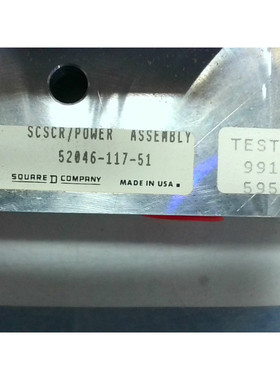 SCSCR/POWER ASSEMBLY
52046-117-51
SQUARE D COMPANY MADE IN USA
TEST
991
595